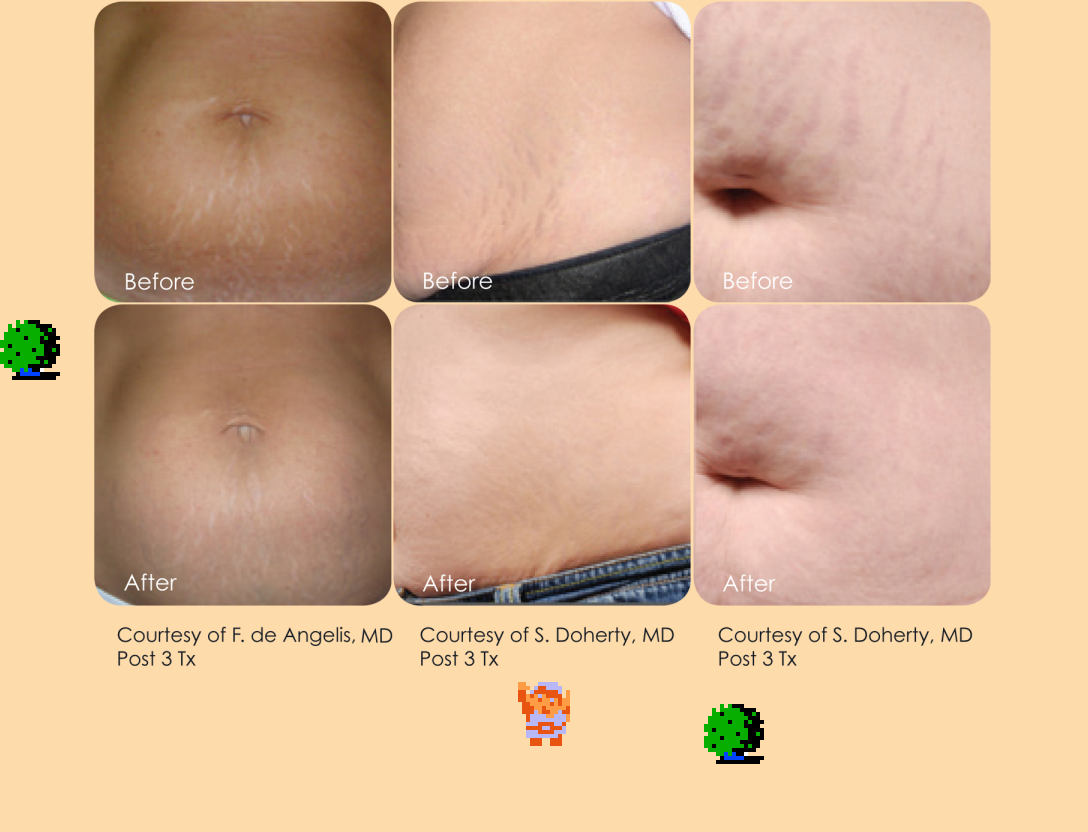 Before
Before
Before
After
After
After
Courtesy of F. de Angelis, MD
Post 3 Tx
Courtesy of S. Doherty, MD
Post 3 Tx
Courtesy of S. Doherty, MD
Post 3 Tx